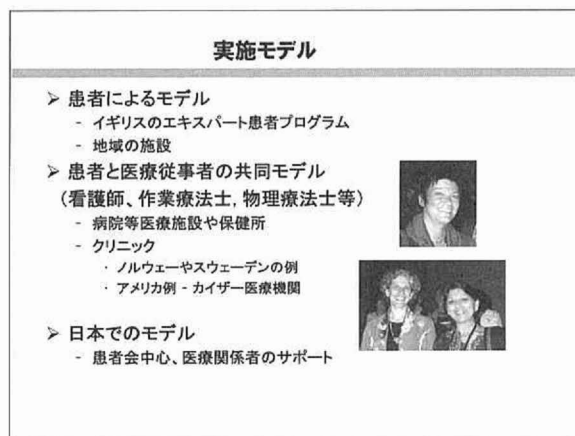 実施モデル
➢ 患者によるモデル
- イギリスのエキスパート患者プログラム
- 地域の施設
➢ 患者と医療従事者の共同モデル
（看護師、作業療法士，物理療法士等）
- 病院等医療施設や保健所
- クリニック
・ ノルウェーやスウェーデンの例
・ アメリカ例 - カイザー医療機関
➢ 日本でのモデル
- 患者会中心、医療関係者のサポート